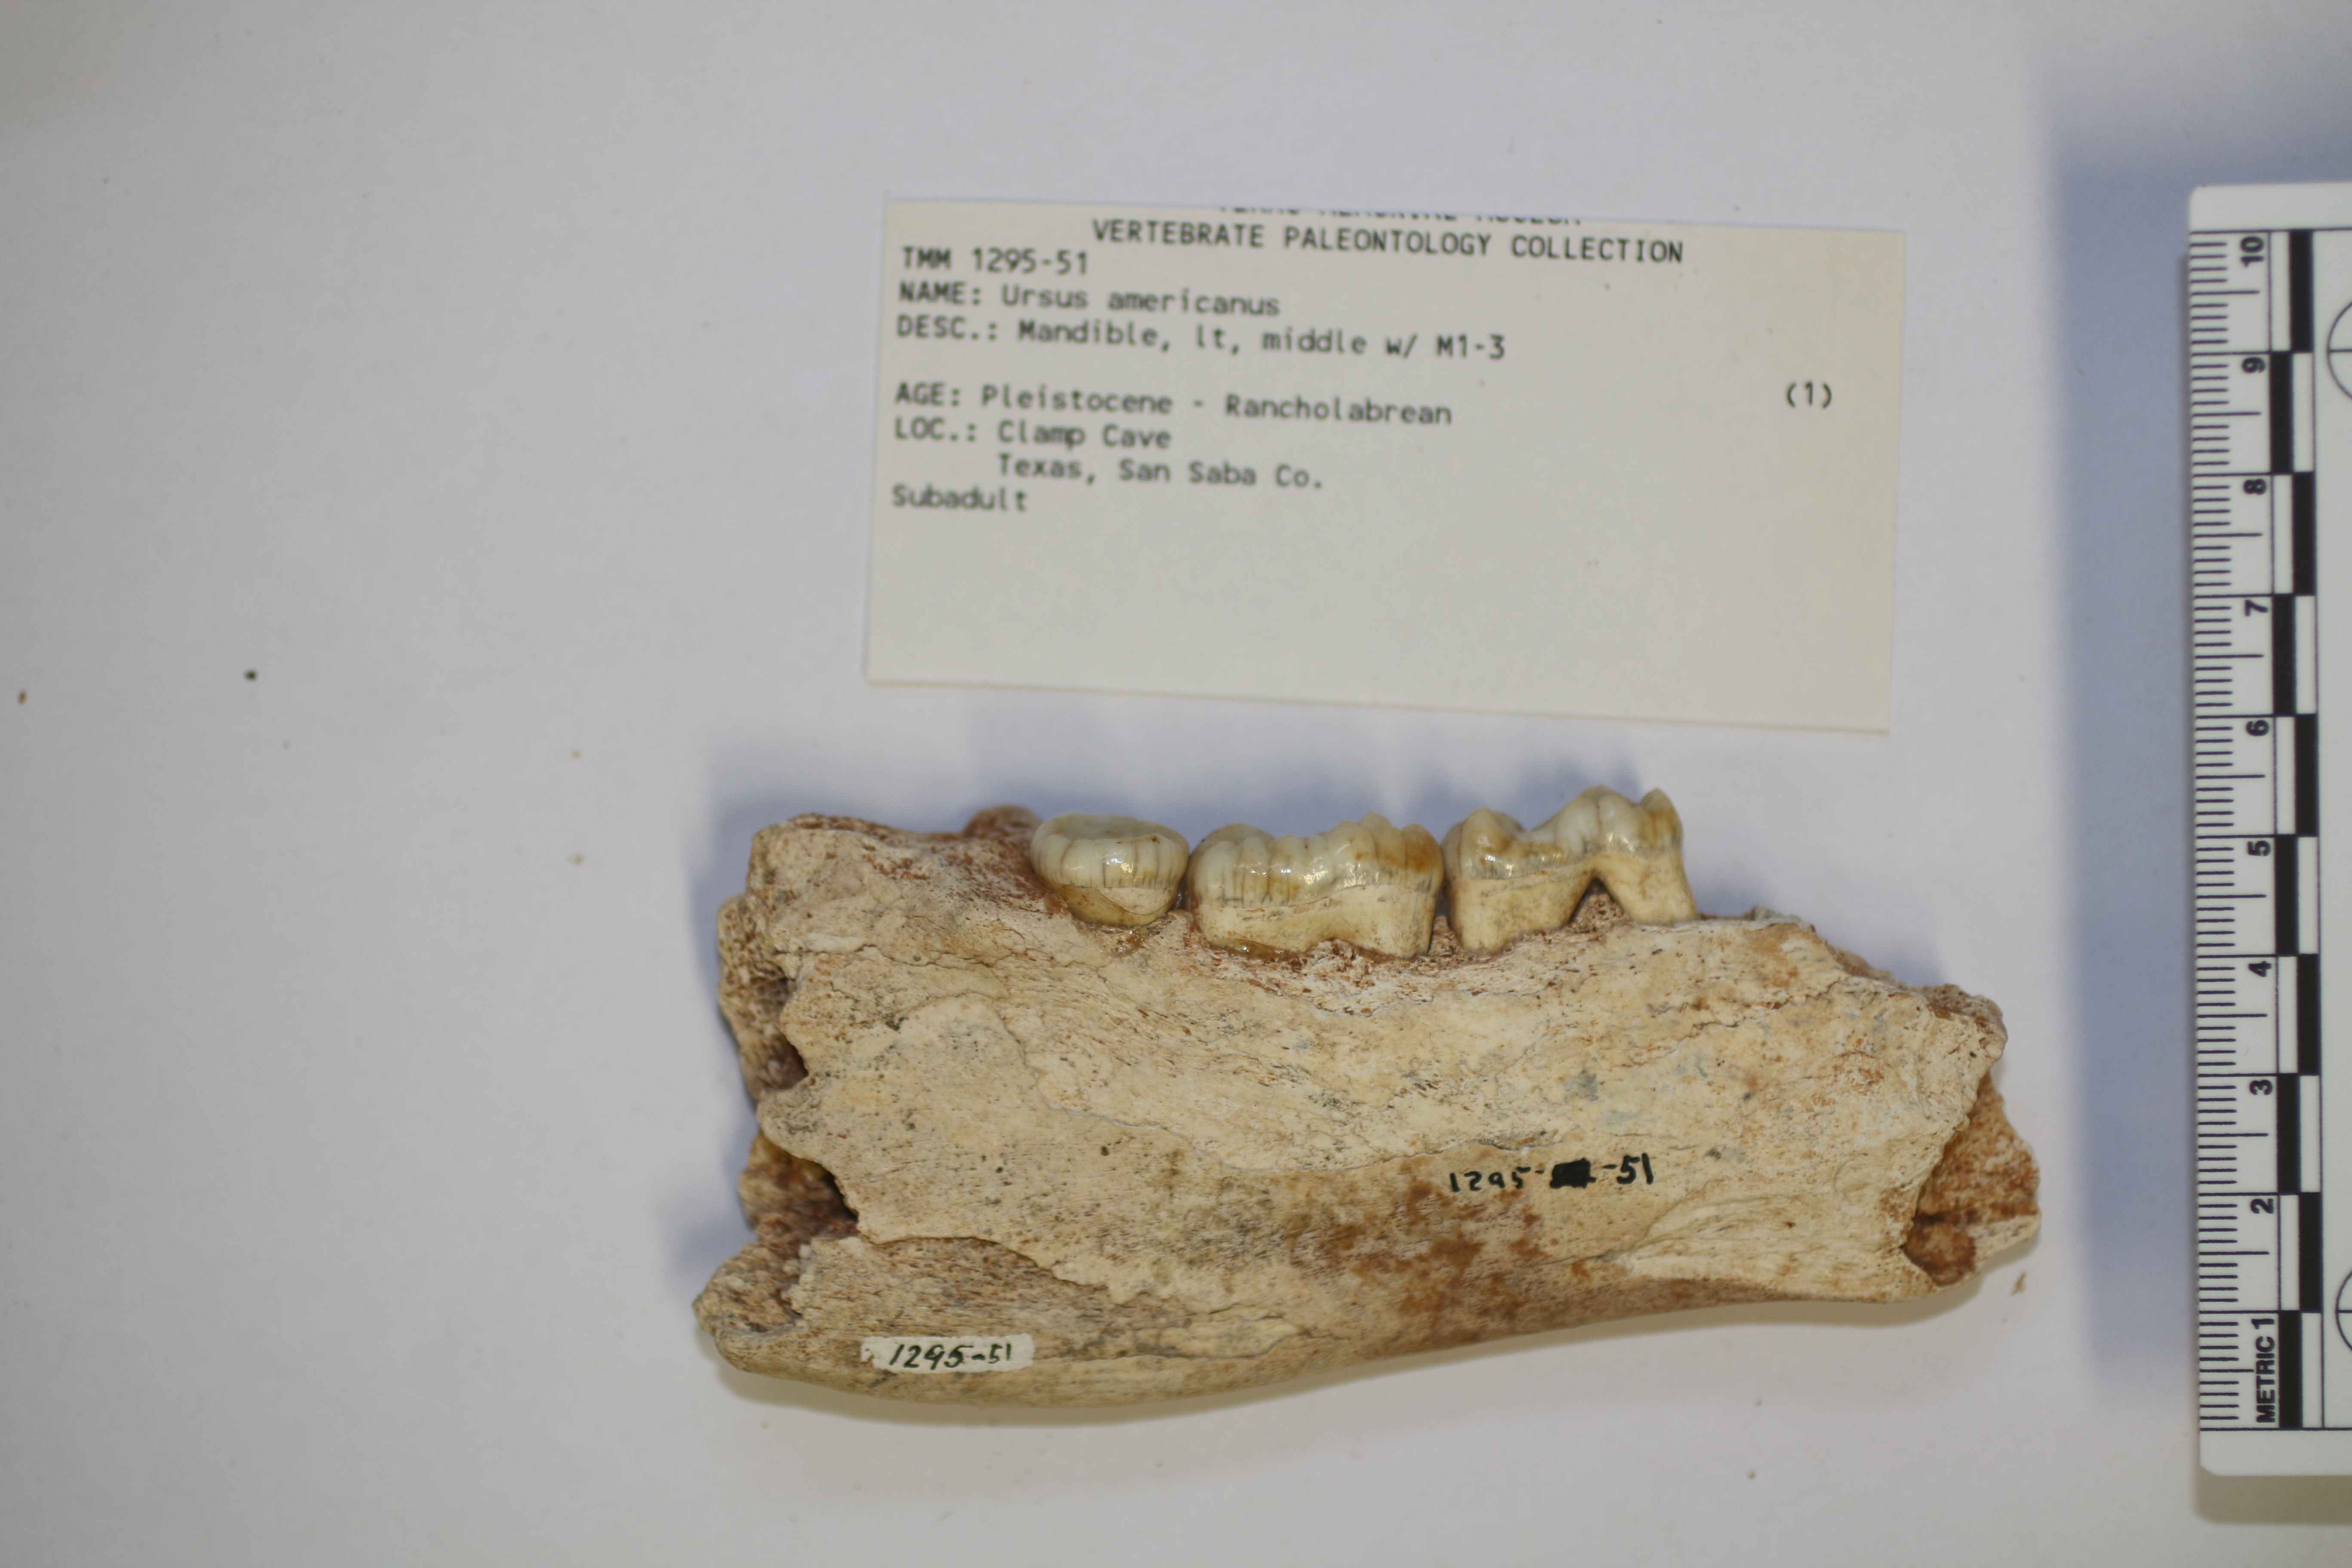 VERTEBRATE PALEONTOLOGY COLLECTION
TMM 1295-51
NAME: Ursus americanus
DESC.: Mandible, lt, middle w/ M1-3
AGE: Pleistocene - Rancholabrean (1)
LOC.: Clamp Cave
Texas, San Saba Co.
Subadult
1295- -51
1295-51
10
9
8
7
6
5
4
3
2
METRIC 1